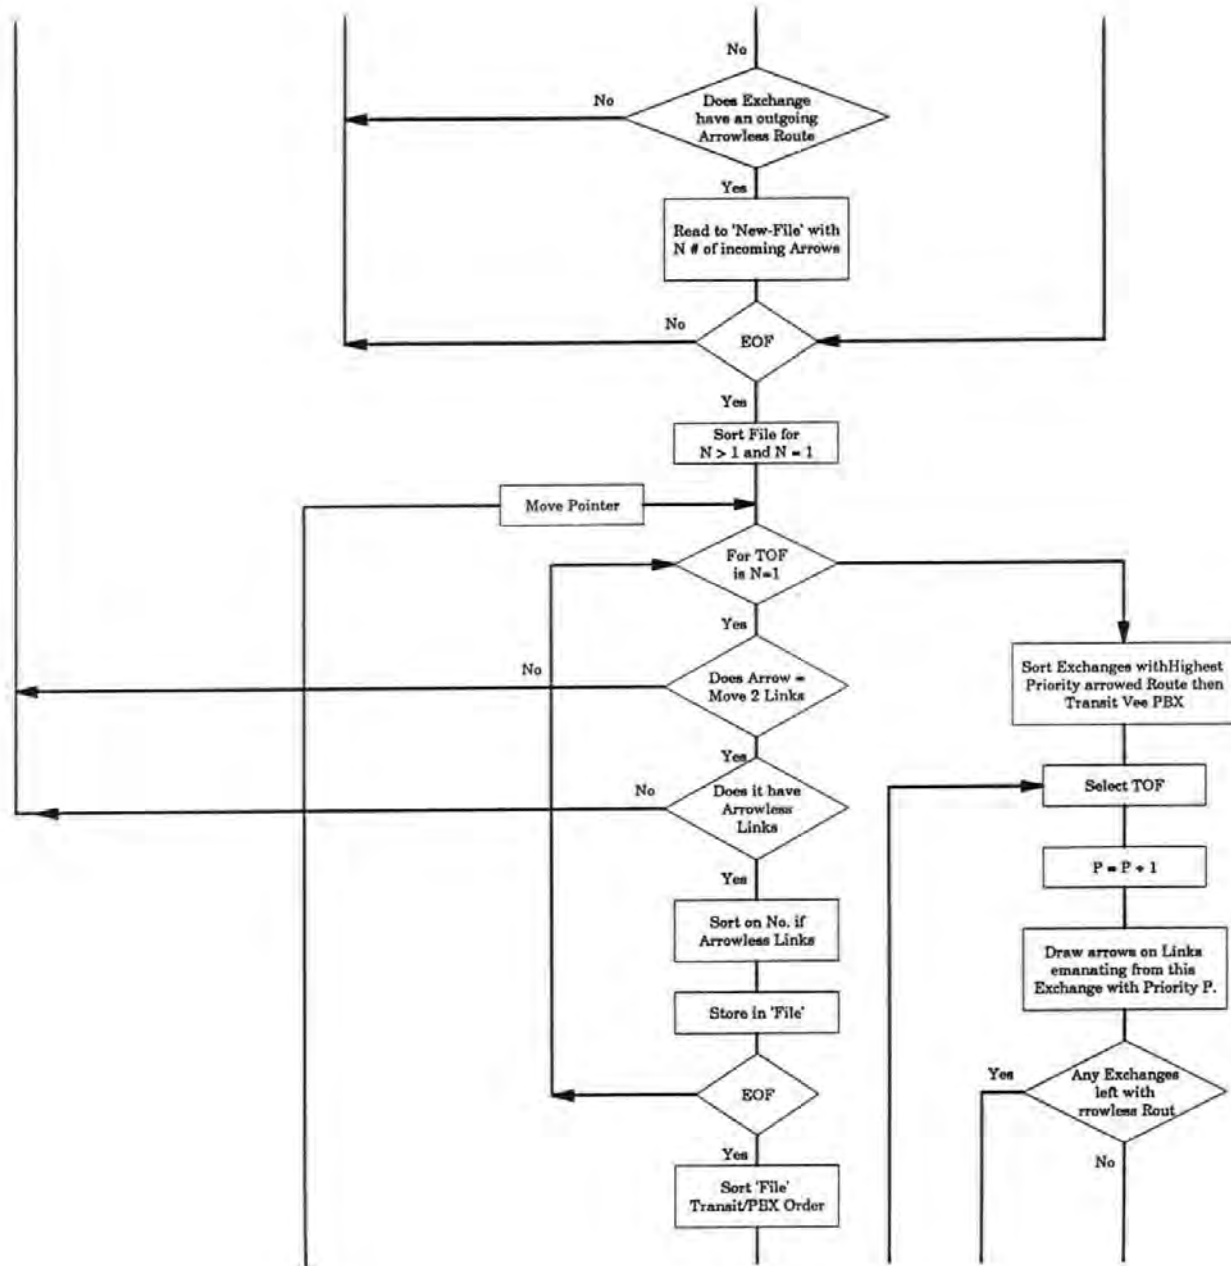 No
No
Does Exchange
have an outgoing
Arrowless Route
Yes
Read to 'New-File' with
N # of incoming Arrows
No
EOF
Yes
Sort File for
N > 1 and N = 1
Move Pointer
For TOF
is N=1
Yes
No
Does Arrow =
Move 2 Links
Yes
No
Does it have
Arrowless
Links
Yes
Sort on No. if
Arrowless Links
Store in 'File'
EOF
Yes
Sort 'File'
Transit/PBX Order
Sort Exchanges withHighest
Priority arrowed Route then
Transit Vee PBX
Select TOF
P = P + 1
Draw arrows on Links
emanating from this
Exchange with Priority P.
Yes
Any Exchanges
left with
rrowless Rout
No